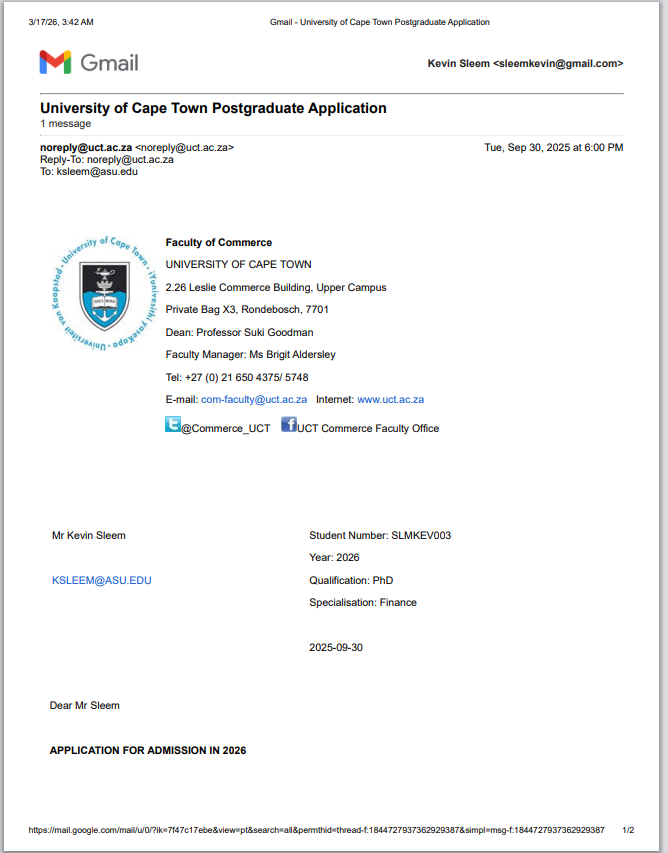 3/17/26, 3:42 AM Gmail - University of Cape Town Postgraduate Application
Gmail Kevin Sleem <sleemkevin@gmail.com>
University of Cape Town Postgraduate Application
1 message
noreply@uct.ac.za <noreply@uct.ac.za> Tue, Sep 30, 2025 at 6:00 PM
Reply-To: noreply@uct.ac.za
To: ksleem@asu.edu
University of Cape Town · iYunivesithi yaseKapa · Universiteit van Kaapstad
Faculty of Commerce
UNIVERSITY OF CAPE TOWN
2.26 Leslie Commerce Building, Upper Campus
Private Bag X3, Rondebosch, 7701
Dean: Professor Suki Goodman
Faculty Manager: Ms Brigit Aldersley
Tel: +27 (0) 21 650 4375/ 5748
E-mail: com-faculty@uct.ac.za Internet: www.uct.ac.za
@Commerce_UCT UCT Commerce Faculty Office
Mr Kevin Sleem Student Number: SLMKEV003
Year: 2026
KSLEEM@ASU.EDU Qualification: PhD
Specialisation: Finance
2025-09-30
Dear Mr Sleem
APPLICATION FOR ADMISSION IN 2026
https://mail.google.com/mail/u/0/?ik=7f47c17ebe&view=pt&search=all&permthid=thread-f:1844727937362929387&simpl=msg-f:1844727937362929387 1/2